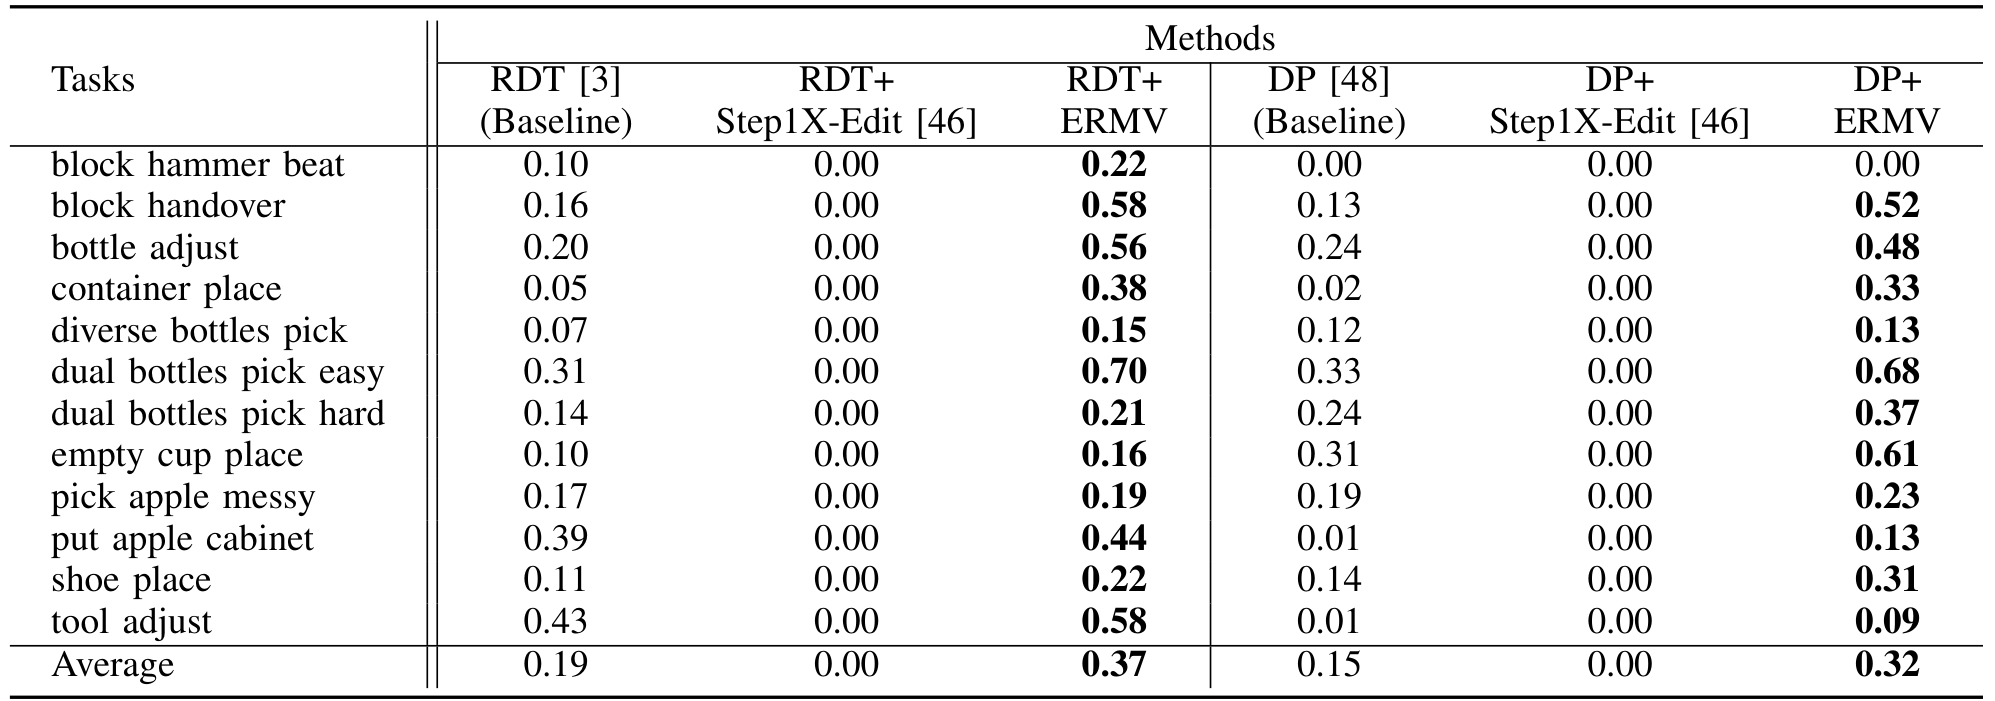 Methods
Tasks RDT [3] RDT+ RDT+ DP [48] DP+ DP+
(Baseline) Step1X-Edit [46] ERMV (Baseline) Step1X-Edit [46] ERMV
block hammer beat 0.10 0.00 0.22 0.00 0.00 0.00
block handover 0.16 0.00 0.58 0.13 0.00 0.52
bottle adjust 0.20 0.00 0.56 0.24 0.00 0.48
container place 0.05 0.00 0.38 0.02 0.00 0.33
diverse bottles pick 0.07 0.00 0.15 0.12 0.00 0.13
dual bottles pick easy 0.31 0.00 0.70 0.33 0.00 0.68
dual bottles pick hard 0.14 0.00 0.21 0.24 0.00 0.37
empty cup place 0.10 0.00 0.16 0.31 0.00 0.61
pick apple messy 0.17 0.00 0.19 0.19 0.00 0.23
put apple cabinet 0.39 0.00 0.44 0.01 0.00 0.13
shoe place 0.11 0.00 0.22 0.14 0.00 0.31
tool adjust 0.43 0.00 0.58 0.01 0.00 0.09
Average 0.19 0.00 0.37 0.15 0.00 0.32